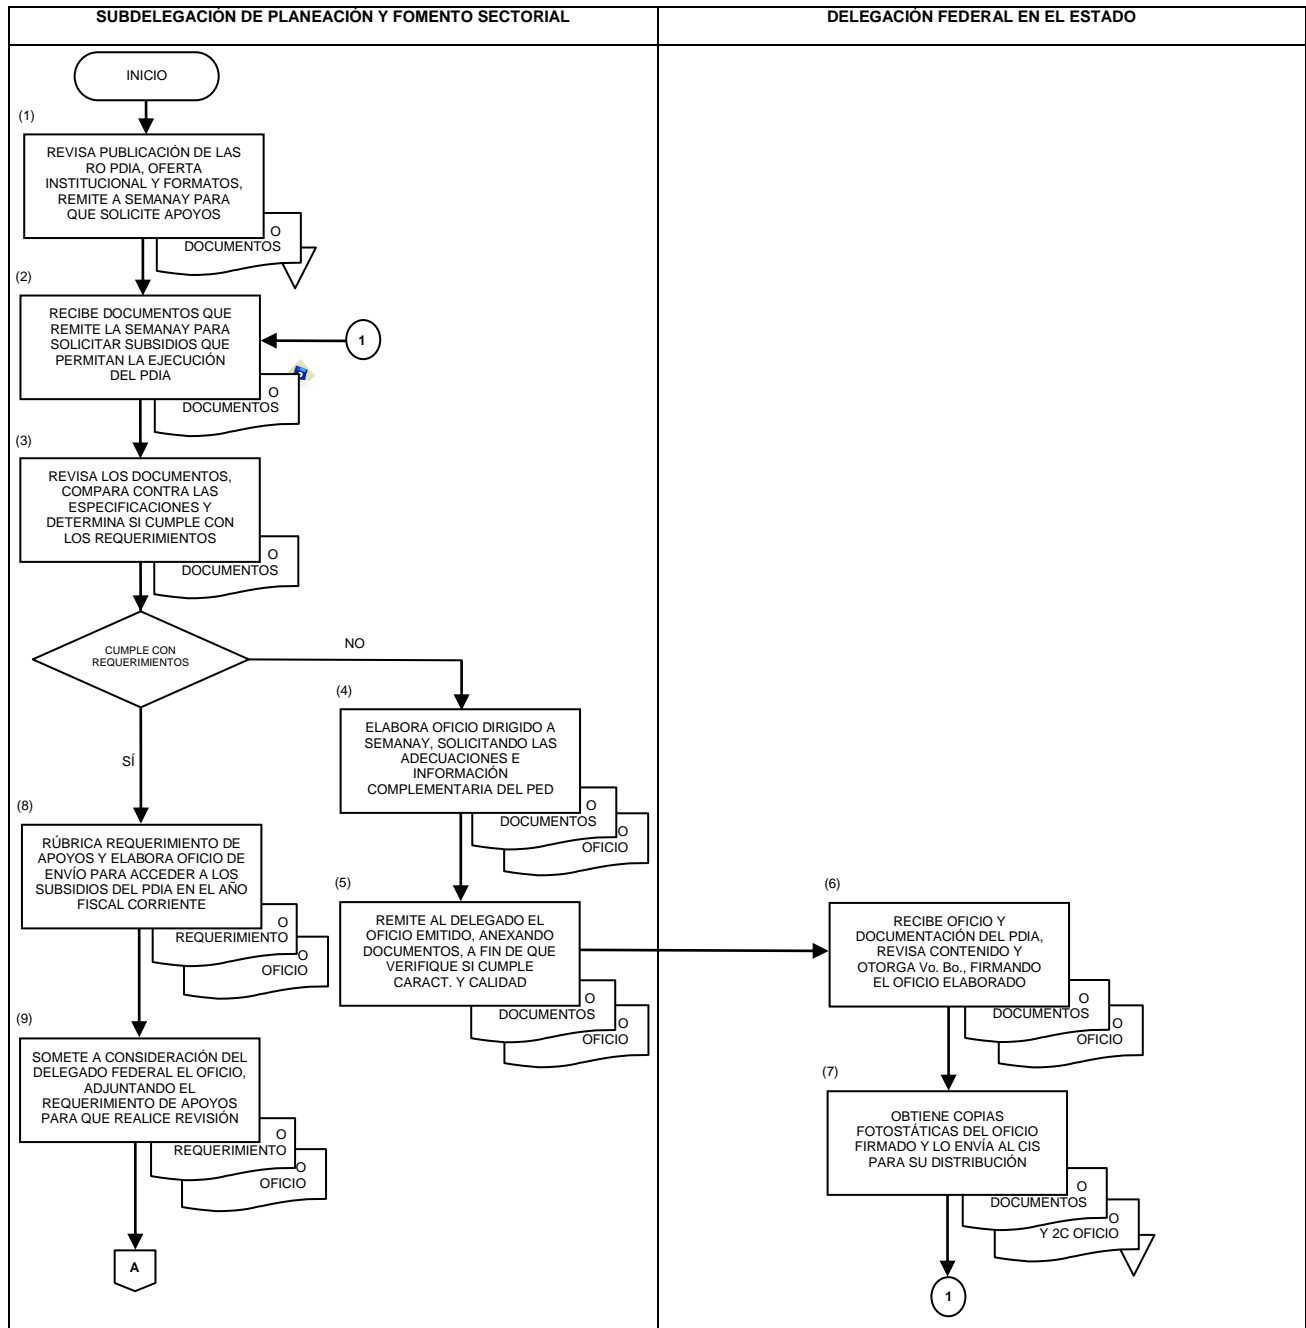 SUBDELEGACIÓN DE PLANEACIÓN Y FOMENTO SECTORIAL
DELEGACIÓN FEDERAL EN EL ESTADO
INICIO
(1)
REVISA PUBLICACIÓN DE LAS
RO PDIA, OFERTA
INSTITUCIONAL Y FORMATOS,
REMITE A SEMANAY PARA
QUE SOLICITE APOYOS
O
DOCUMENTOS
(2)
RECIBE DOCUMENTOS QUE
REMITE LA SEMANAY PARA
SOLICITAR SUBSIDIOS QUE
PERMITAN LA EJECUCIÓN
DEL PDIA
1
O
DOCUMENTOS
(3)
REVISA LOS DOCUMENTOS,
COMPARA CONTRA LAS
ESPECIFICACIONES Y
DETERMINA SI CUMPLE CON
LOS REQUERIMIENTOS
O
DOCUMENTOS
CUMPLE CON
REQUERIMIENTOS
NO
SÍ
(4)
ELABORA OFICIO DIRIGIDO A
SEMANAY, SOLICITANDO LAS
ADECUACIONES E
INFORMACIÓN
COMPLEMENTARIA DEL PED
O
DOCUMENTOS
O
OFICIO
(8)
RÚBRICA REQUERIMIENTO DE
APOYOS Y ELABORA OFICIO DE
ENVÍO PARA ACCEDER A LOS
SUBSIDIOS DEL PDIA EN EL AÑO
FISCAL CORRIENTE
O
REQUERIMIENTO
O
OFICIO
(5)
REMITE AL DELEGADO EL
OFICIO EMITIDO, ANEXANDO
DOCUMENTOS, A FIN DE QUE
VERIFIQUE SI CUMPLE
CARACT. Y CALIDAD
O
DOCUMENTOS
O
OFICIO
(6)
RECIBE OFICIO Y
DOCUMENTACIÓN DEL PDIA,
REVISA CONTENIDO Y
OTORGA Vo. Bo., FIRMANDO
EL OFICIO ELABORADO
O
DOCUMENTOS
O
OFICIO
(9)
SOMETE A CONSIDERACIÓN DEL
DELEGADO FEDERAL EL OFICIO,
ADJUNTANDO EL
REQUERIMIENTO DE APOYOS
PARA QUE REALICE REVISIÓN
O
REQUERIMIENTO
O
OFICIO
(7)
OBTIENE COPIAS
FOTOSTÁTICAS DEL OFICIO
FIRMADO Y LO ENVÍA AL CIS
PARA SU DISTRIBUCIÓN
O
DOCUMENTOS
O
Y 2C OFICIO
A
1